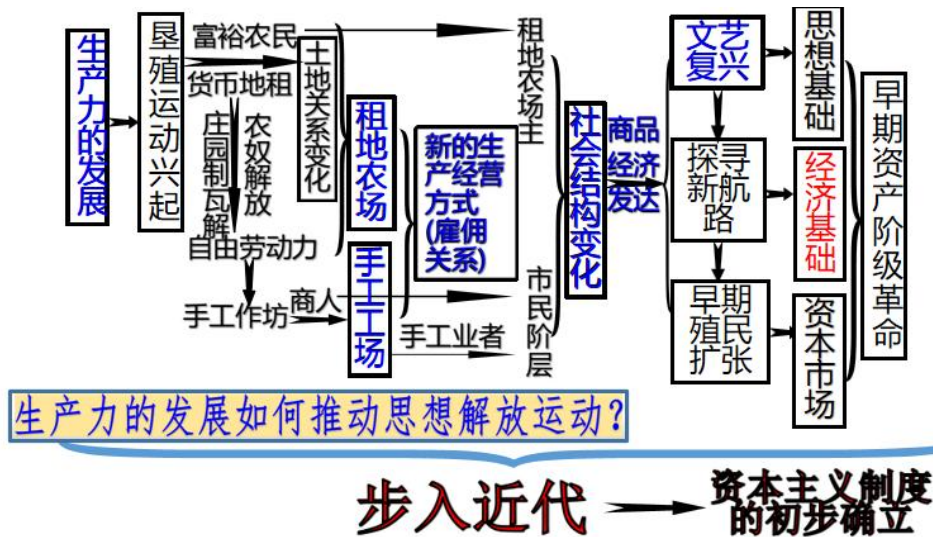 生产力的发展
垦殖运动兴起
富裕农民
货币地租
庄园制瓦解
农奴解放
自由劳动力
手工作坊
商人
土地关系变化
租地农场
手工工场
手工业者
新的生
产经营
方式
(雇佣
关系)
租地农场主
市民阶层
社会结构变化
商品
经济
发达
文艺
复兴
探寻
新航
路
早期
殖民
扩张
思想基础
经济基础
资本市场
早期资产阶级革命
生产力的发展如何推动思想解放运动?
步入近代
资本主义制度
的初步确立